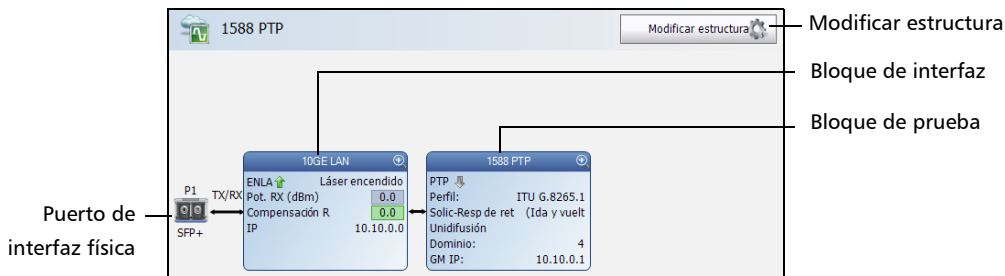 1588 PTP
Modificar estructura
Modificar estructura
Bloque de interfaz
Bloque de prueba
10GE LAN
1588 PTP
ENLA
Láser encendido
Pot. RX (dBm)
0.0
Compensación R
0.0
IP
10.10.0.0
PTP
Perfil:
ITU G.8265.1
Solic-Resp de ret
(Ida y vuelt
Unidifusión
Dominio:
4
GM IP:
10.10.0.1
P1
TX/RX
SFP+
Puerto de
interfaz física